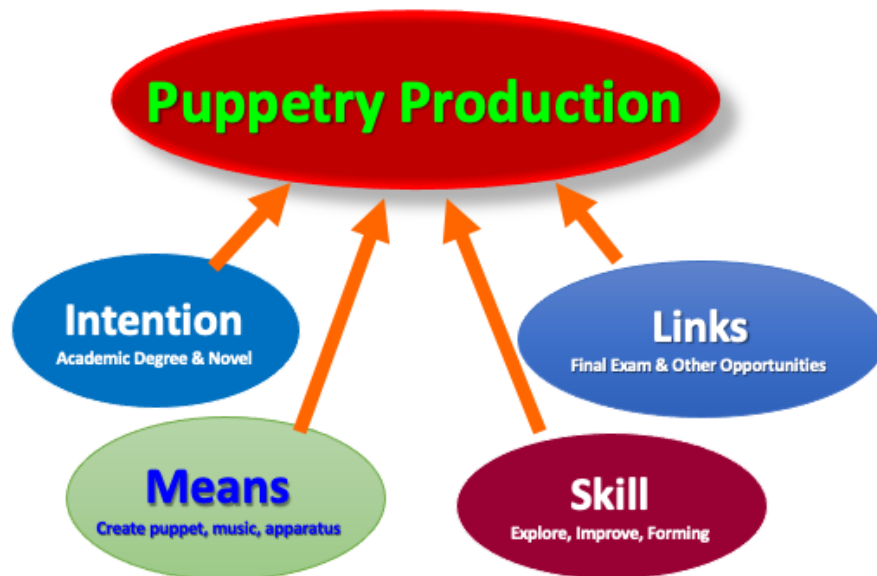 Puppetry Production
Intention
Academic Degree & Novel
Links
Final Exam & Other Opportunities
Means
Create puppet, music, apparatus
Skill
Explore, Improve, Forming